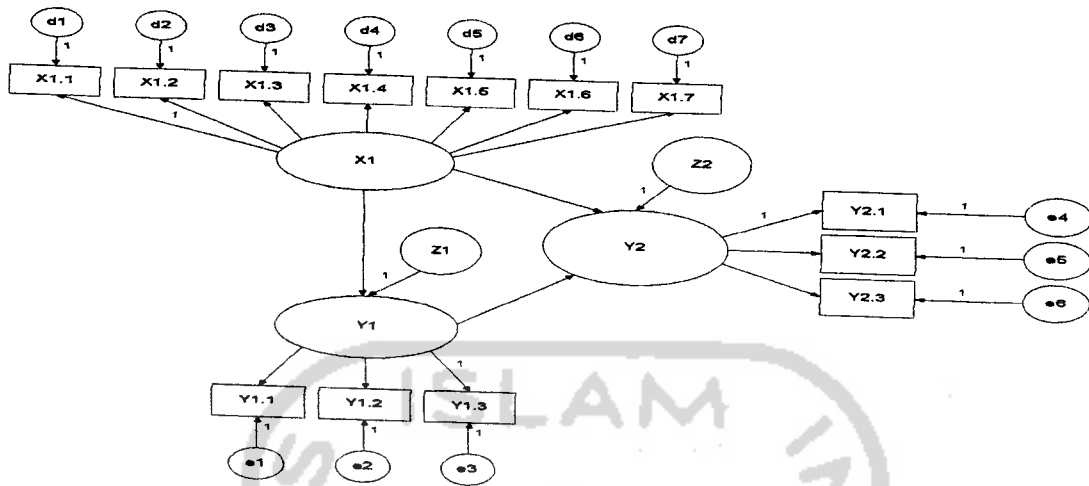 d1 d2 d3 d4 d5 d6 d7
1 1 1 1 1 1 1
X1.1 X1.2 X1.3 X1.4 X1.5 X1.6 X1.7
1
X1
Z2
1
1 Y2.1 1 e4
Y2
Y2.2 1 e5
Y2.3 1 e6
Z1
1
Y1
1
Y1.1 Y1.2 Y1.3
1 1 1
e1 e2 e3
ISLAM